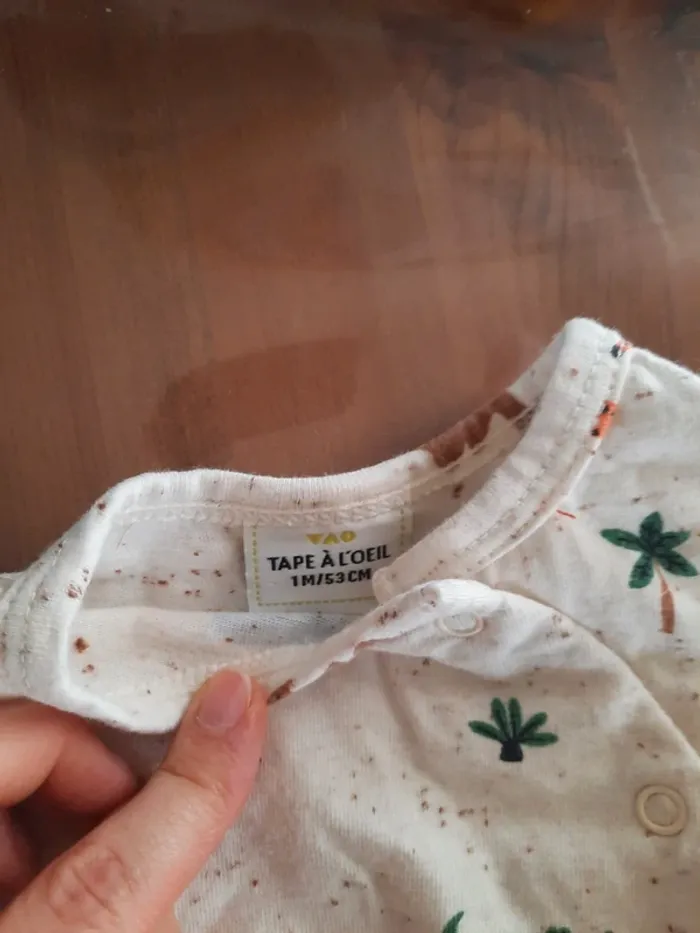 TAO
TAPE À L'OEIL
1M/53CM